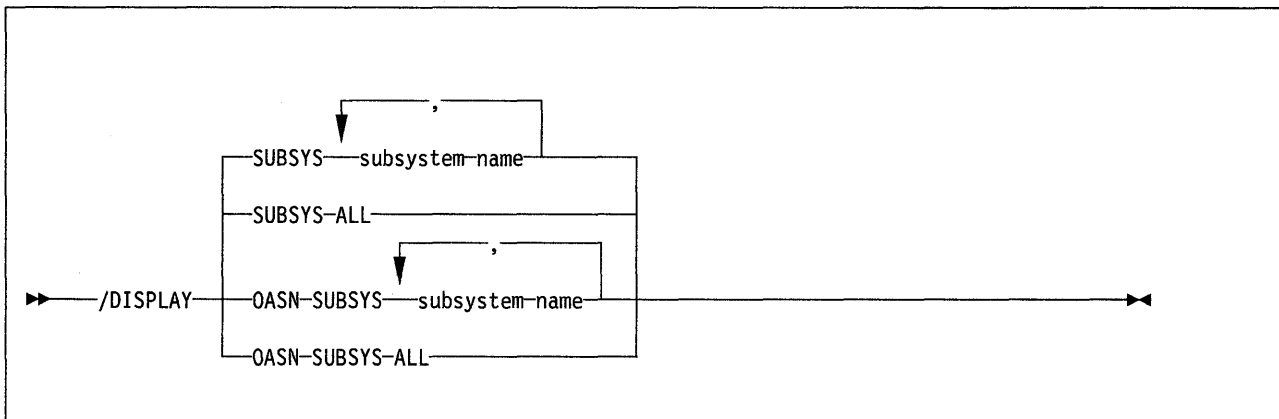 ,
SUBSYS subsystem name
SUBSYS ALL
,
/DISPLAY OASN SUBSYS subsystem name
OASN SUBSYS ALL